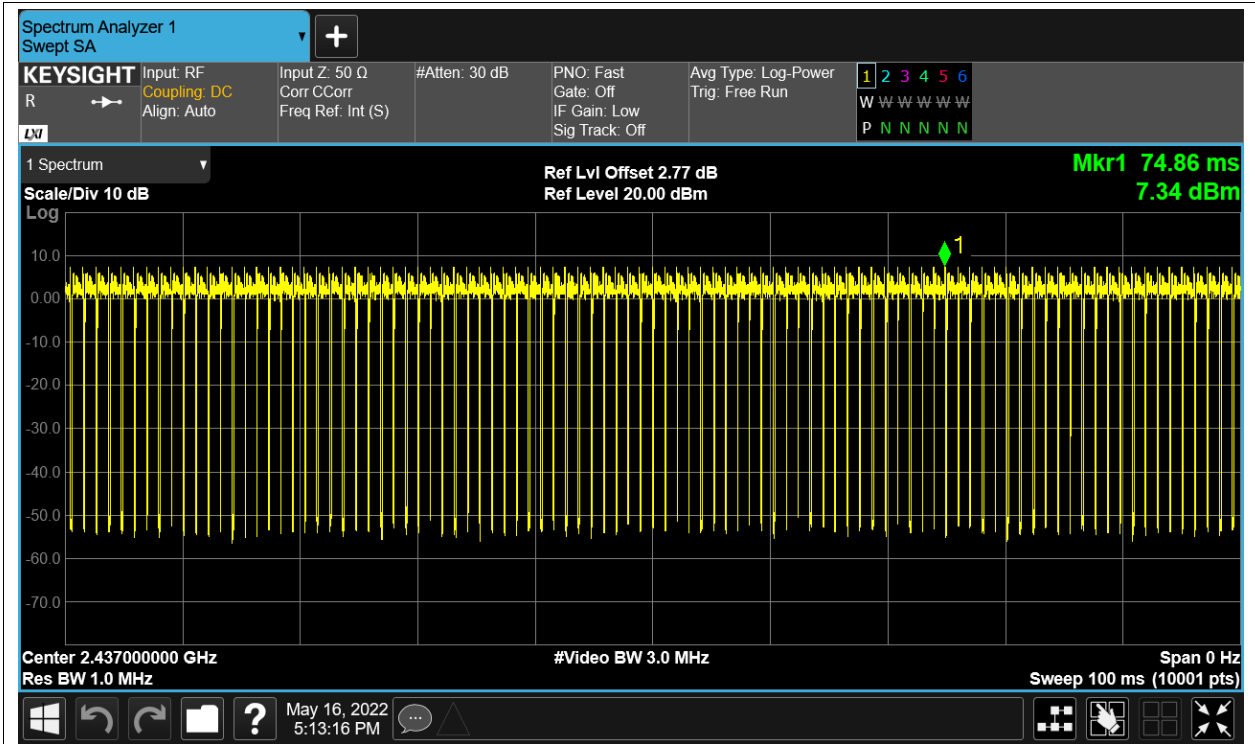 Spectrum Analyzer 1
Swept SA
+
KEYSIGHT
R
LXI
Input: RF
Coupling: DC
Align: Auto
Input Z: 50 Ω
Corr CCorr
Freq Ref: Int (S)
#Atten: 30 dB
PNO: Fast
Gate: Off
IF Gain: Low
Sig Track: Off
Avg Type: Log-Power
Trig: Free Run
1 2 3 4 5 6
W W W W W W
P N N N N N
1 Spectrum
Scale/Div 10 dB
Ref Lvl Offset 2.77 dB
Ref Level 20.00 dBm
Mkr1 74.86 ms
7.34 dBm
Log
1
10.0
0.00
-10.0
-20.0
-30.0
-40.0
-50.0
-60.0
-70.0
Center 2.437000000 GHz
#Video BW 3.0 MHz
Span 0 Hz
Res BW 1.0 MHz
Sweep 100 ms (10001 pts)
?
May 16, 2022
5:13:16 PM